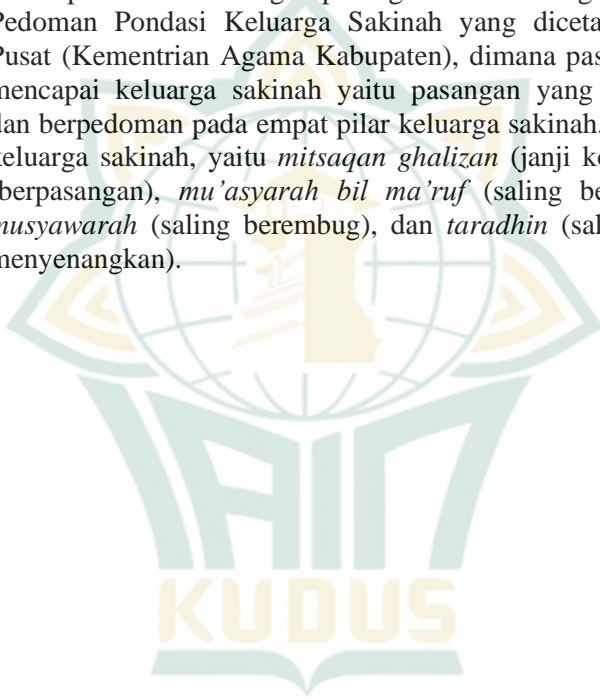 Pedoman Pondasi Keluarga Sakinah yang diceta
Pusat (Kementrian Agama Kabupaten), dimana pas
mencapai keluarga sakinah yaitu pasangan yang
dan berpedoman pada empat pilar keluarga sakinah.
keluarga sakinah, yaitu mitsaqan ghalizan (janji k
(berpasangan), mu’asyarah bil ma’ruf (saling be
musyawarah (saling berembug), dan taradhin (sal
menyenangkan).
IAIN
KUDUS